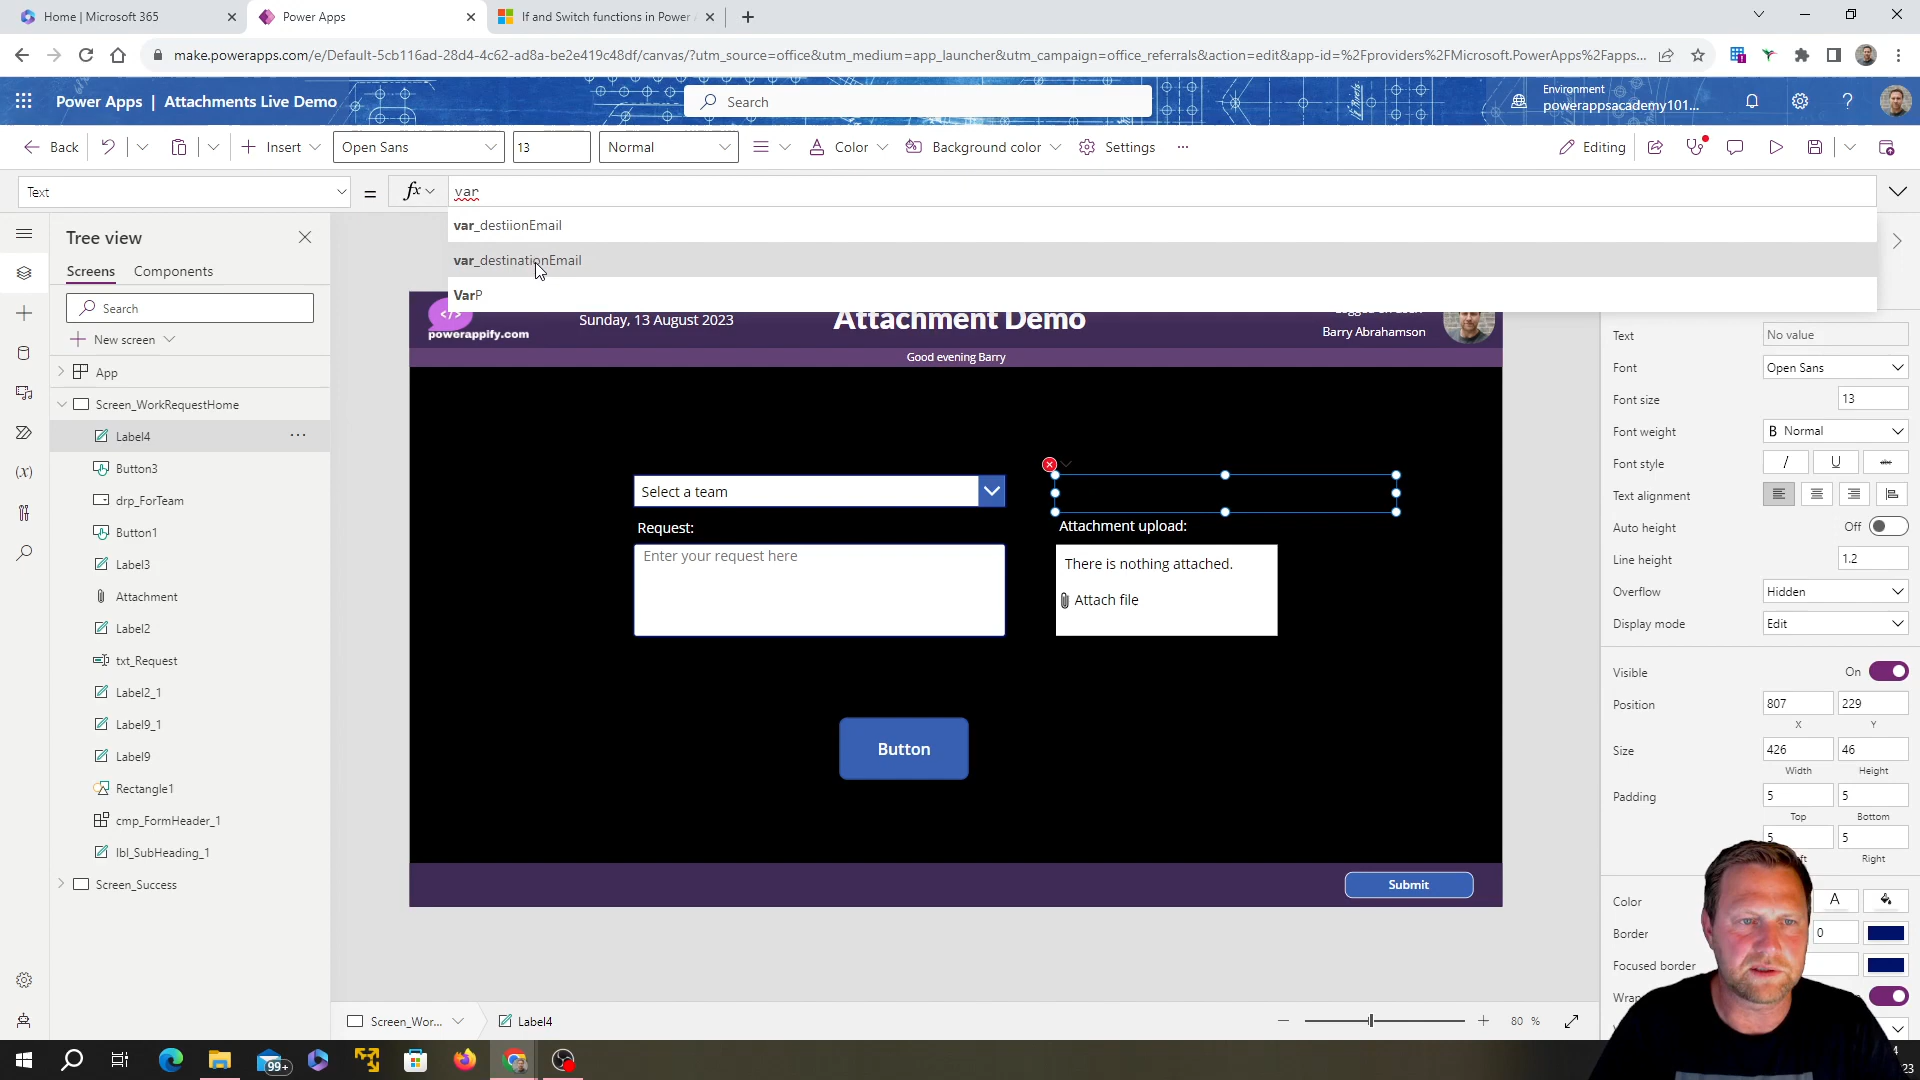 Home | Microsoft 365
Power Apps
If and Switch functions in Power
make.powerapps.com/e/Default-5cb116ad-28d4-4c62-ad8a-be2e419c48df/canvas/?utm_source=office&utm_medium=app_launcher&utm_campaign=office_referrals&action=edit&app-id=%2Fproviders%2FMicrosoft.PowerApps%2Fapps...
Power Apps | Attachments Live Demo
Search
Environment
powerappsacademy101...
Back
Insert
Open Sans
13
Normal
Color
Background color
Settings
Editing
Text
=
fx
var
var_destiionEmail
var_destinationEmail
VarP
Tree view
Screens
Components
Search
New screen
App
Screen_WorkRequestHome
Label4
Button3
drp_ForTeam
Button1
Label3
Attachment
Label2
txt_Request
Label2_1
Label9_1
Label9
Rectangle1
cmp_FormHeader_1
lbl_SubHeading_1
Screen_Success
</>
powerappify.com
Sunday, 13 August 2023
Attachment Demo
Barry Abrahamson
Good evening Barry
Select a team
Request:
Enter your request here
Attachment upload:
There is nothing attached.
Attach file
Button
Submit
Text
No value
Font
Open Sans
Font size
13
Font weight
B Normal
Font style
/ U abc
Text alignment
Auto height
Off
Line height
1.2
Overflow
Hidden
Display mode
Edit
Visible
On
Position
807
229
X
Y
Size
426
46
Width
Height
Padding
5
5
Top
Bottom
5
5
Right
Color
A
Border
0
Focused border
Screen_Wor...
Label4
80 %
99+
23